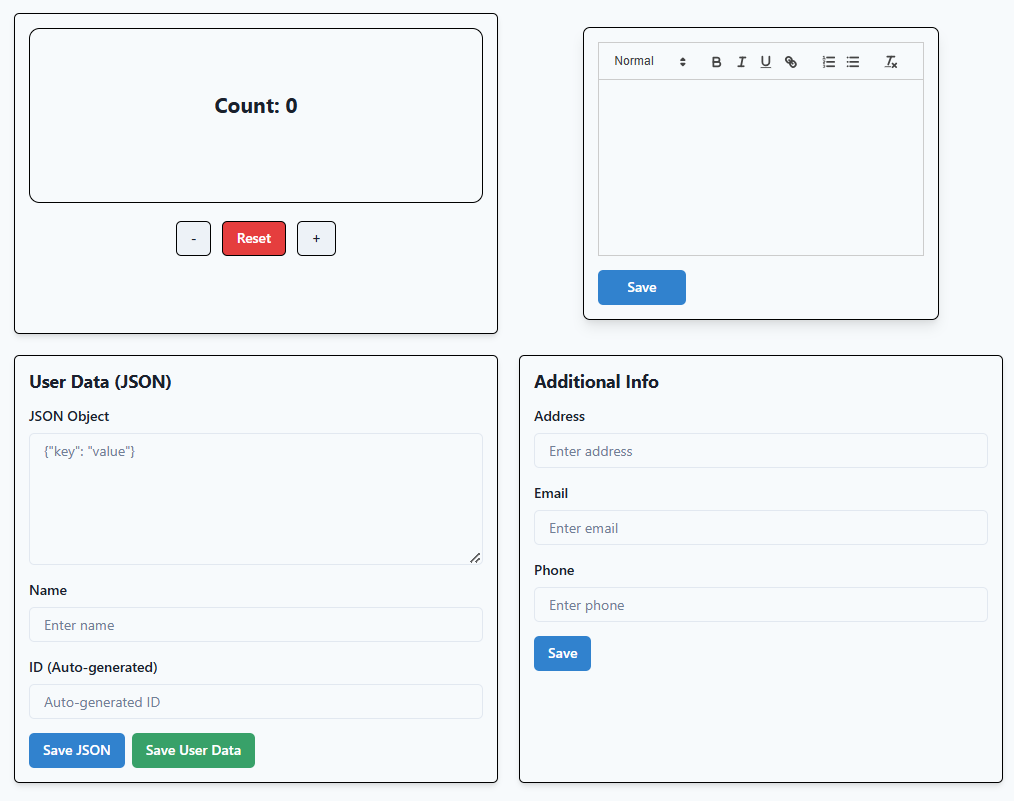 Count: 0
-
Reset
+
Normal
B I U
Save
User Data (JSON)
JSON Object
{"key": "value"}
Name
Enter name
ID (Auto-generated)
Auto-generated ID
Save JSON
Save User Data
Additional Info
Address
Enter address
Email
Enter email
Phone
Enter phone
Save